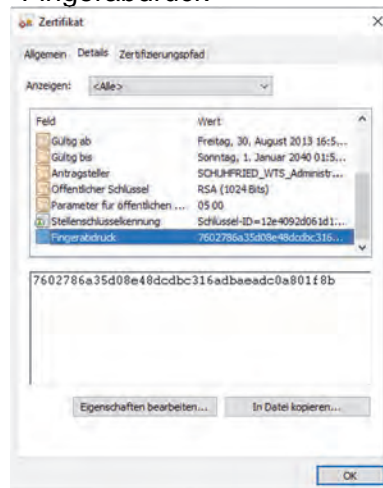 Fingerabdruck
Zertifikat
Allgemein Details Zertifizierungspfad
Anzeigen: <Alle>
Feld Wert
Gültig ab Freitag, 30. August 2013 16:5...
Gültig bis Sonntag, 1. Januar 2040 01:5...
Antragsteller SCHUHFRIED_WTS_Administr...
Öffentlicher Schlüssel RSA (1024 Bits)
Parameter für öffentlichen ... 05 00
Stellenschlüsselkennung Schlüssel-ID=12e4092d061d1...
Fingerabdruck 7602786a35d08e48dcdbc316...
7602786a35d08e48dcdbc316adbaeadc0a801f8b
Eigenschaften bearbeiten... In Datei kopieren...
OK